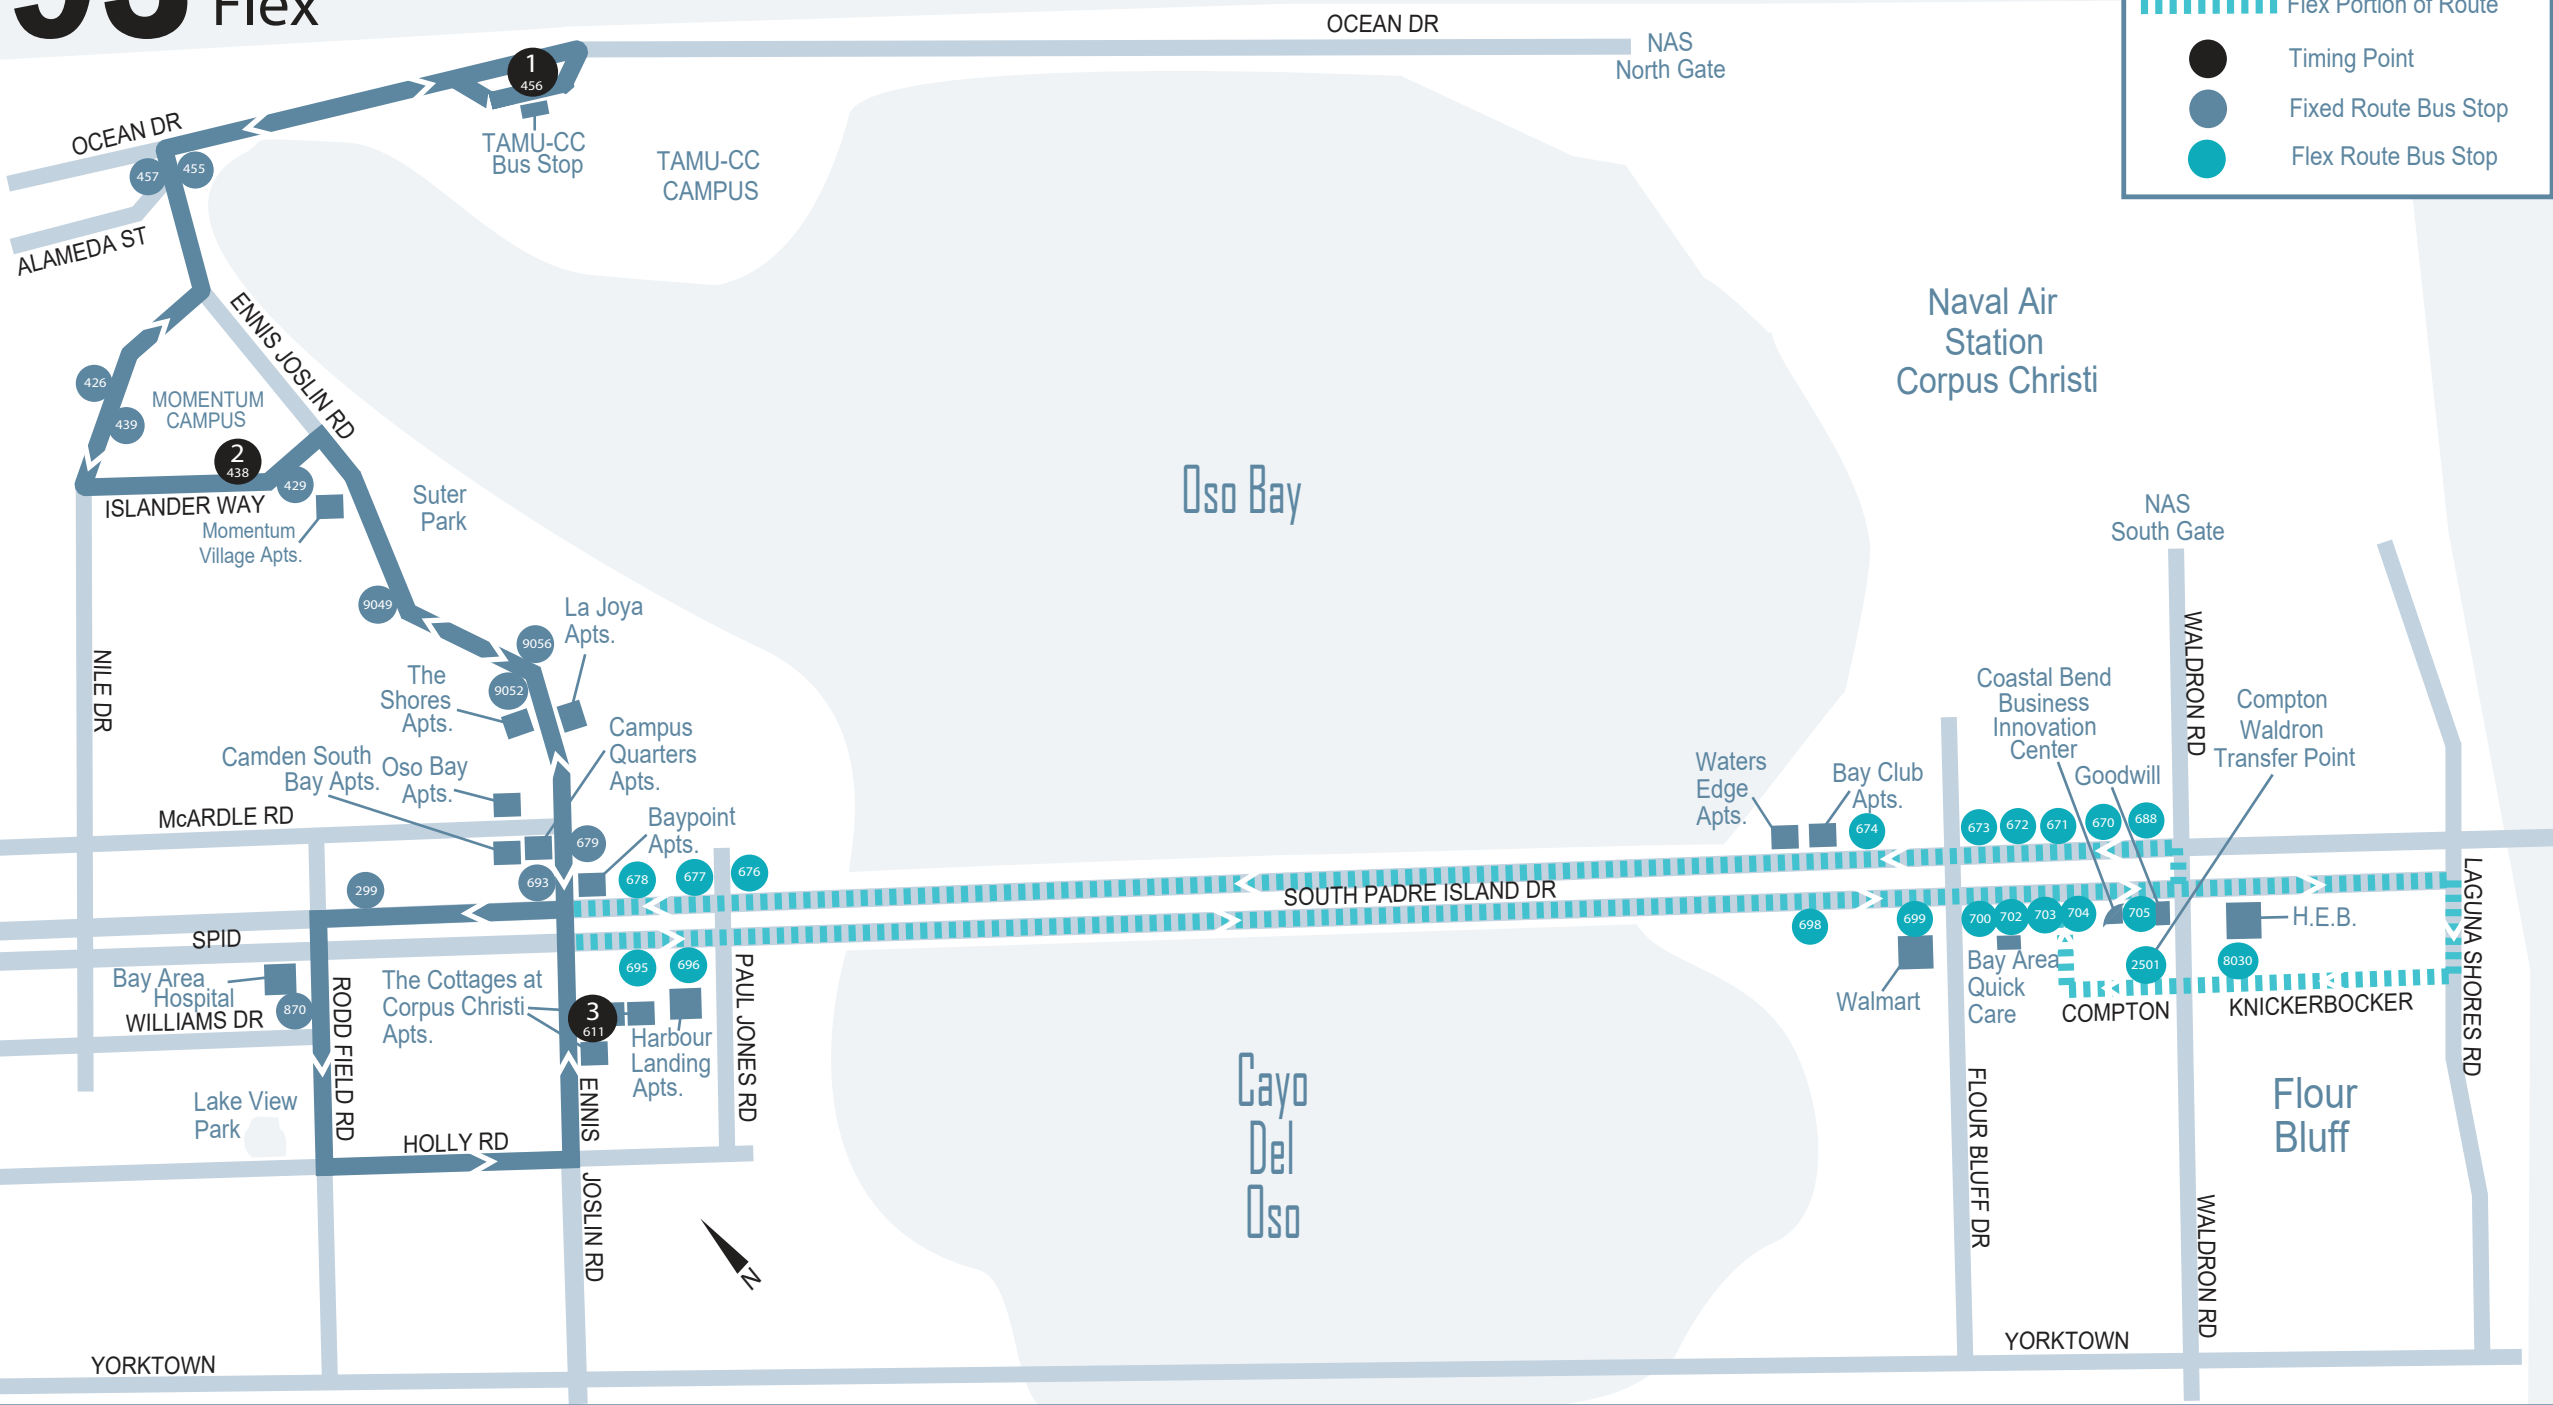 93 Flex
Flex Portion of Route
Timing Point
Fixed Route Bus Stop
Flex Route Bus Stop
OCEAN DR
NAS
North Gate
1
456
TAMU-CC
Bus Stop
TAMU-CC
CAMPUS
OCEAN DR
457
455
ALAMEDA ST
ENNIS JOSLIN RD
Naval Air
Station
Corpus Christi
426
439
MOMENTUM
CAMPUS
2
438
429
ISLANDER WAY
Momentum
Village Apts.
Suter
Park
Oso Bay
NAS
South Gate
9049
9056
La Joya
Apts.
9052
The
Shores
Apts.
NILE DR
WALDRON RD
Coastal Bend
Business
Innovation
Center
Goodwill
Compton
Waldron
Transfer Point
Campus
Quarters
Apts.
Camden South
Bay Apts.
Oso Bay
Apts.
Waters
Edge
Apts.
Bay Club
Apts.
McARDLE RD
Baypoint
Apts.
679
674
673
672
671
670
688
299
693
678
677
676
SOUTH PADRE ISLAND DR
SPID
698
699
700
702
703
704
705
H.E.B.
LAGUNA SHORES RD
695
696
2501
8030
Bay Area
Hospital
870
WILLIAMS DR
RODD FIELD RD
The Cottages at
Corpus Christi
Apts.
3
611
Harbour
Landing
Apts.
PAUL JONES RD
Walmart
Bay Area
Quick
Care
COMPTON
KNICKERBOCKER
Lake View
Park
ENNIS
JOSLIN RD
HOLLY RD
Cayo
Del
Oso
FLOUR BLUFF DR
Flour
Bluff
WALDRON RD
N
YORKTOWN
YORKTOWN